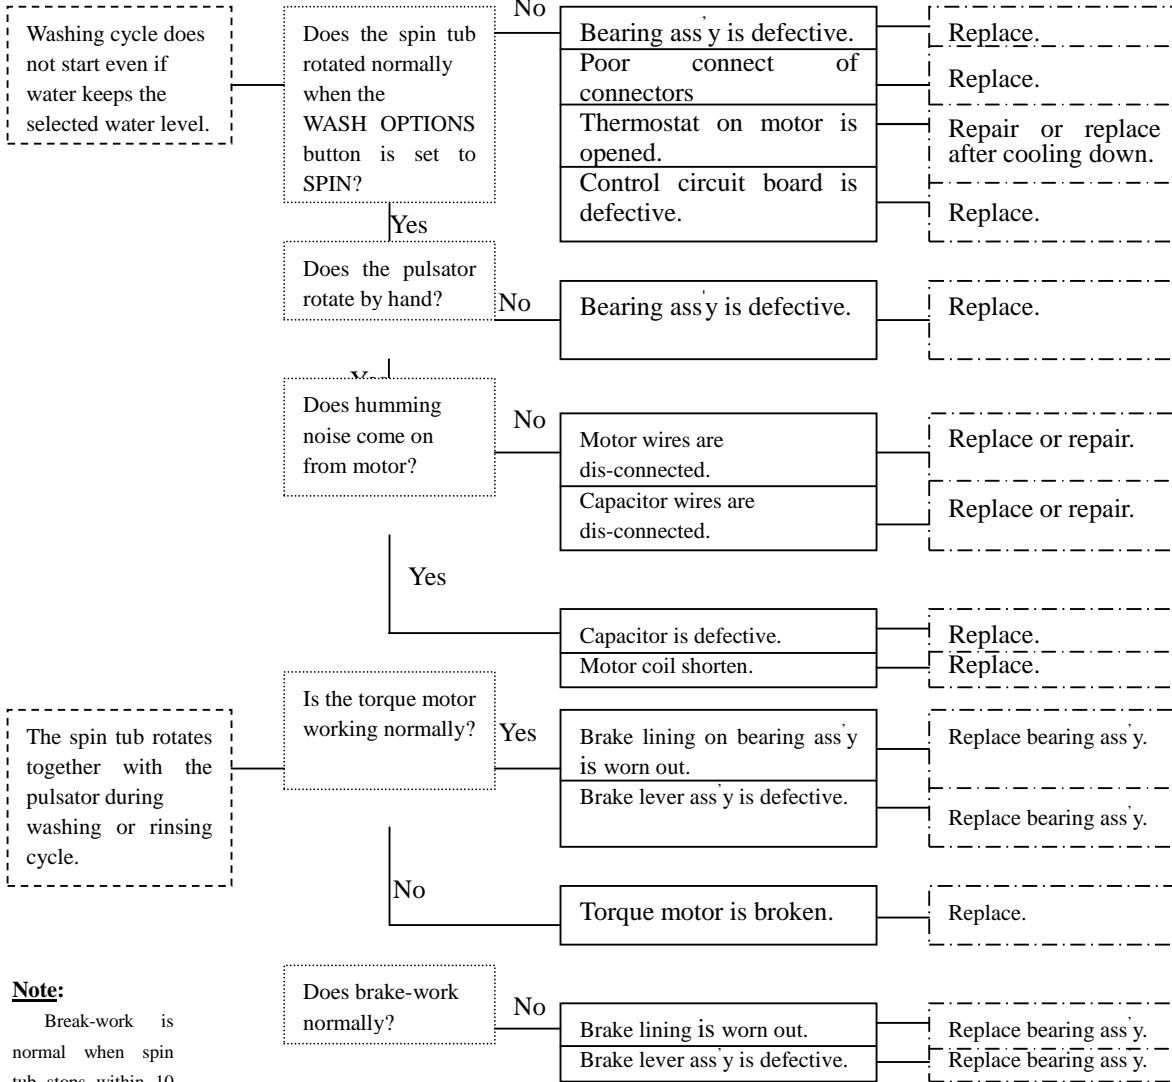 No
Washing cycle does
not start even if
water keeps the
selected water level.
Does the spin tub
rotated normally
when the
WASH OPTIONS
button is set to
SPIN?
Bearing ass'y is defective.
Replace.
Poor connect of
connectors
Replace.
Thermostat on motor is
opened.
Repair or replace
after cooling down.
Control circuit board is
defective.
Replace.
Yes
Does the pulsator
rotate by hand?
No
Bearing ass'y is defective.
Replace.
Yes
Does humming
noise come on
from motor?
No
Motor wires are
dis-connected.
Replace or repair.
Capacitor wires are
dis-connected.
Replace or repair.
Yes
Capacitor is defective.
Replace.
Motor coil shorten.
Replace.
The spin tub rotates
together with the
pulsator during
washing or rinsing
cycle.
Is the torque motor
working normally?
Yes
Brake lining on bearing ass'y
is worn out.
Replace bearing ass'y.
Brake lever ass'y is defective.
Replace bearing ass'y.
No
Torque motor is broken.
Replace.
Note:
Break-work is
normal when spin
tub stops within 10
Does brake-work
normally?
No
Brake lining is worn out.
Replace bearing ass'y.
Brake lever ass'y is defective.
Replace bearing ass'y.